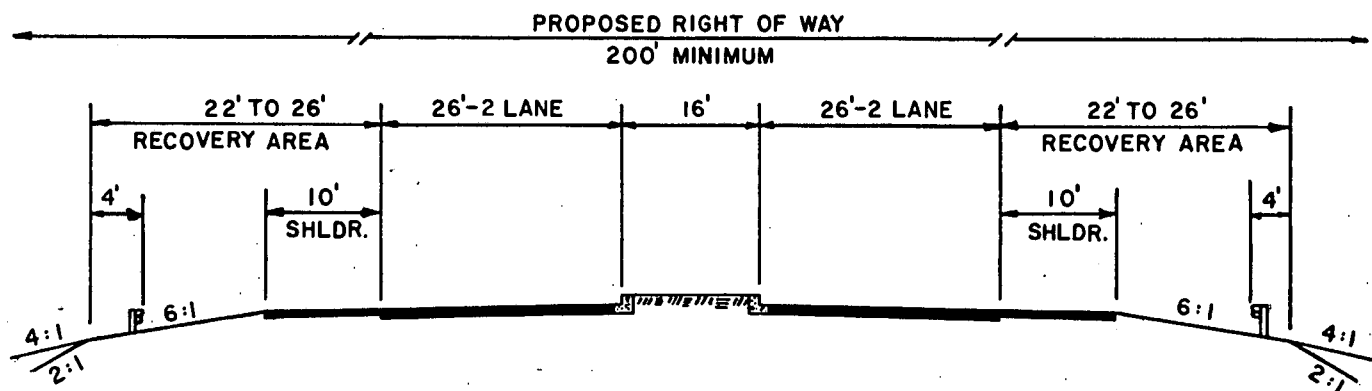 PROPOSED RIGHT OF WAY
200' MINIMUM
22' TO 26' 26'-2 LANE 16' 26'-2 LANE 22' TO 26'
RECOVERY AREA RECOVERY AREA
4' 10' 10' 4'
SHLDR. SHLDR.
4:1 6:1 6:1 4:1
2:1 2:1